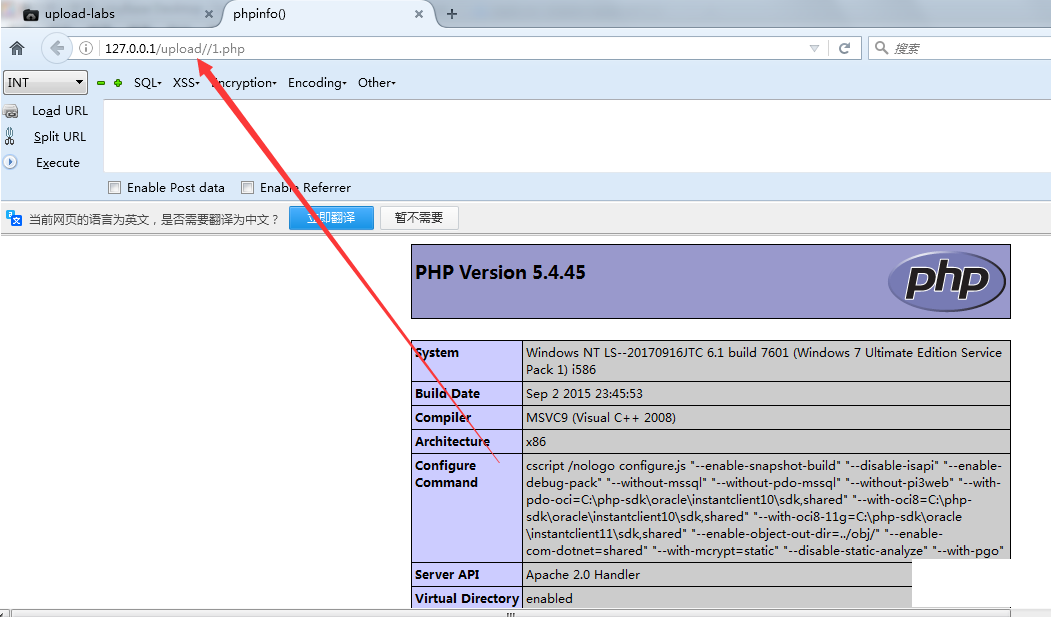 upload-labs
phpinfo()
127.0.0.1/upload//1.php
搜索
INT
SQL
XSS
Encryption
Encoding
Other
Load URL
Split URL
Execute
Enable Post data
Enable Referrer
当前网页的语言为英文，是否需要翻译为中文？
立即翻译
暂不需要
PHP Version 5.4.45
php
System
Windows NT LS--20170916JTC 6.1 build 7601 (Windows 7 Ultimate Edition Service
Pack 1) i586
Build Date
Sep 2 2015 23:45:53
Compiler
MSVC9 (Visual C++ 2008)
Architecture
x86
Configure
Command
cscript /nologo configure.js "--enable-snapshot-build" "--disable-isapi" "--enable-
debug-pack" "--without-mssql" "--without-pdo-mssql" "--without-pi3web" "--with-
pdo-oci=C:\php-sdk\oracle\instantclient10\sdk,shared" "--with-oci8=C:\php-
sdk\oracle\instantclient10\sdk,shared" "--with-oci8-11g=C:\php-sdk\oracle
\instantclient11\sdk,shared" "--enable-object-out-dir=../obj/" "--enable-
com-dotnet=shared" "--with-mcrypt=static" "--disable-static-analyze" "--with-pgo"
Server API
Apache 2.0 Handler
Virtual Directory
enabled